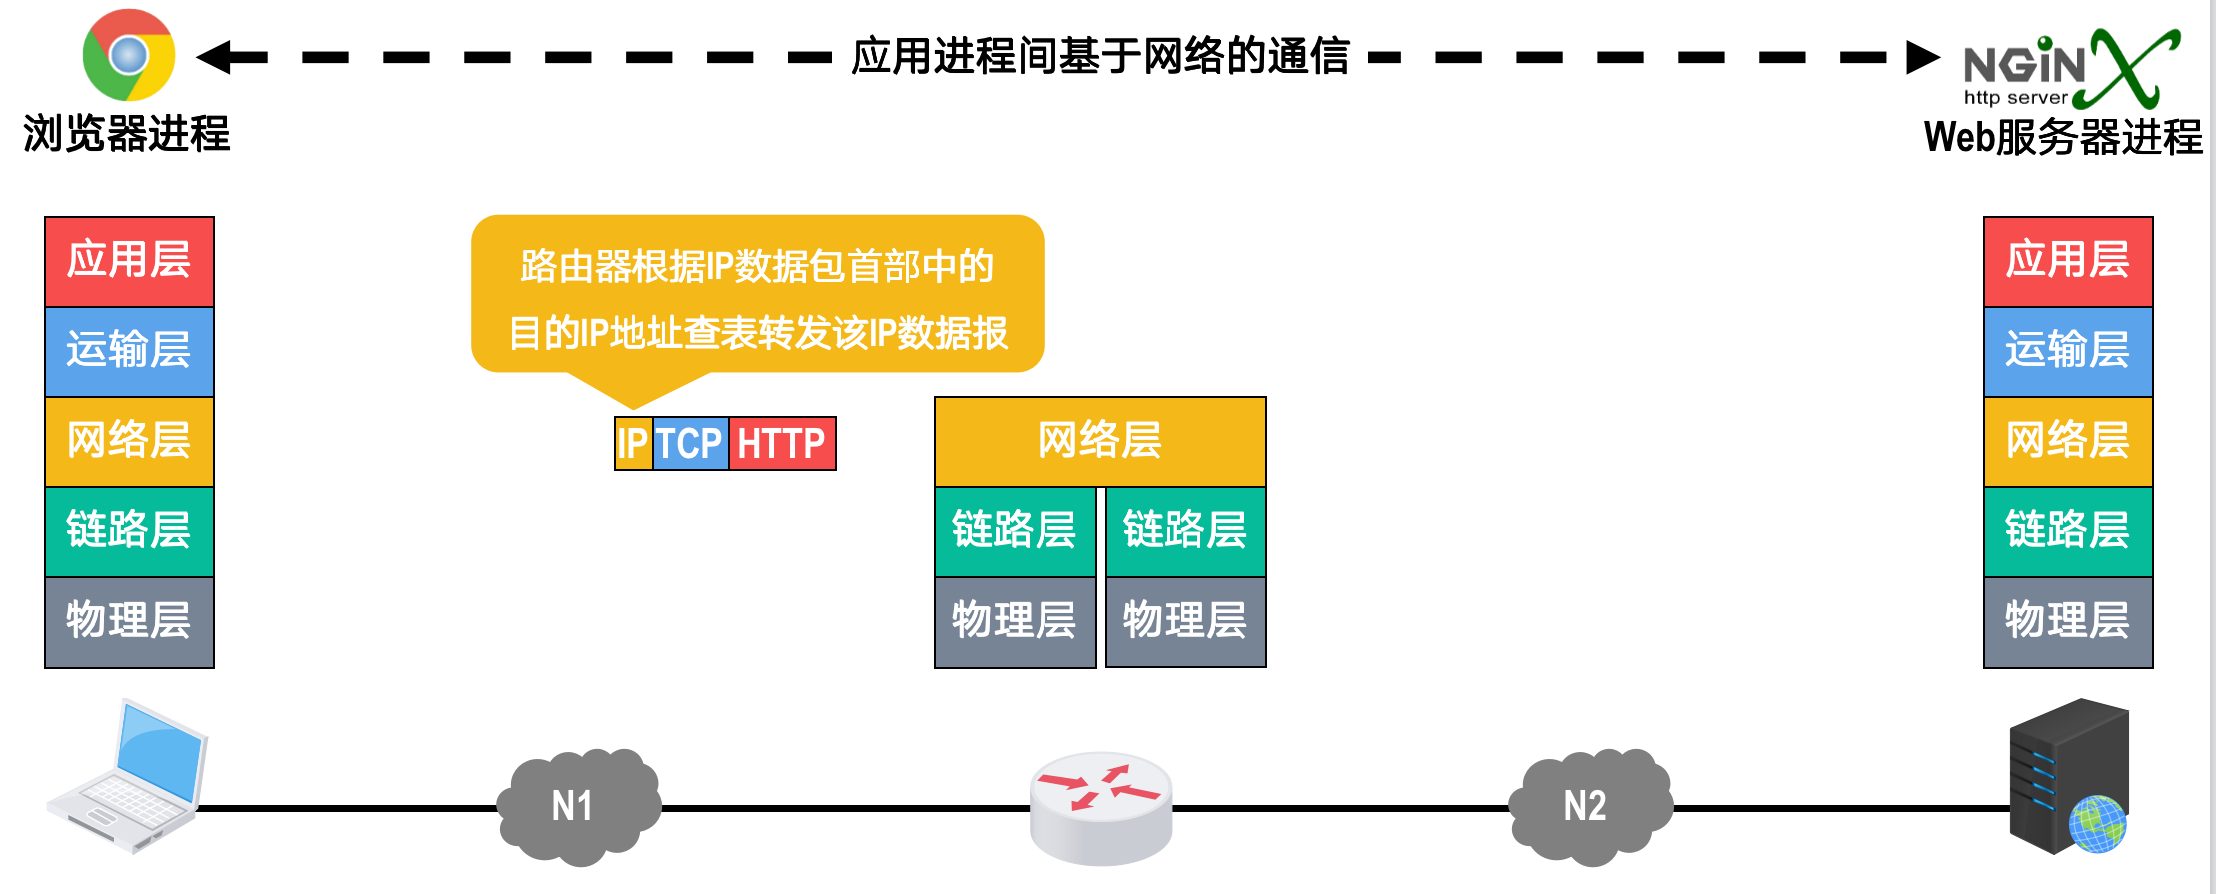 应用进程间基于网络的通信
NGiNX
http server
浏览器进程
Web服务器进程
应用层
运输层
网络层
链路层
物理层
路由器根据IP数据包首部中的
目的IP地址查表转发该IP数据报
IP TCP HTTP
网络层
链路层 链路层
物理层 物理层
应用层
运输层
网络层
链路层
物理层
N1
N2